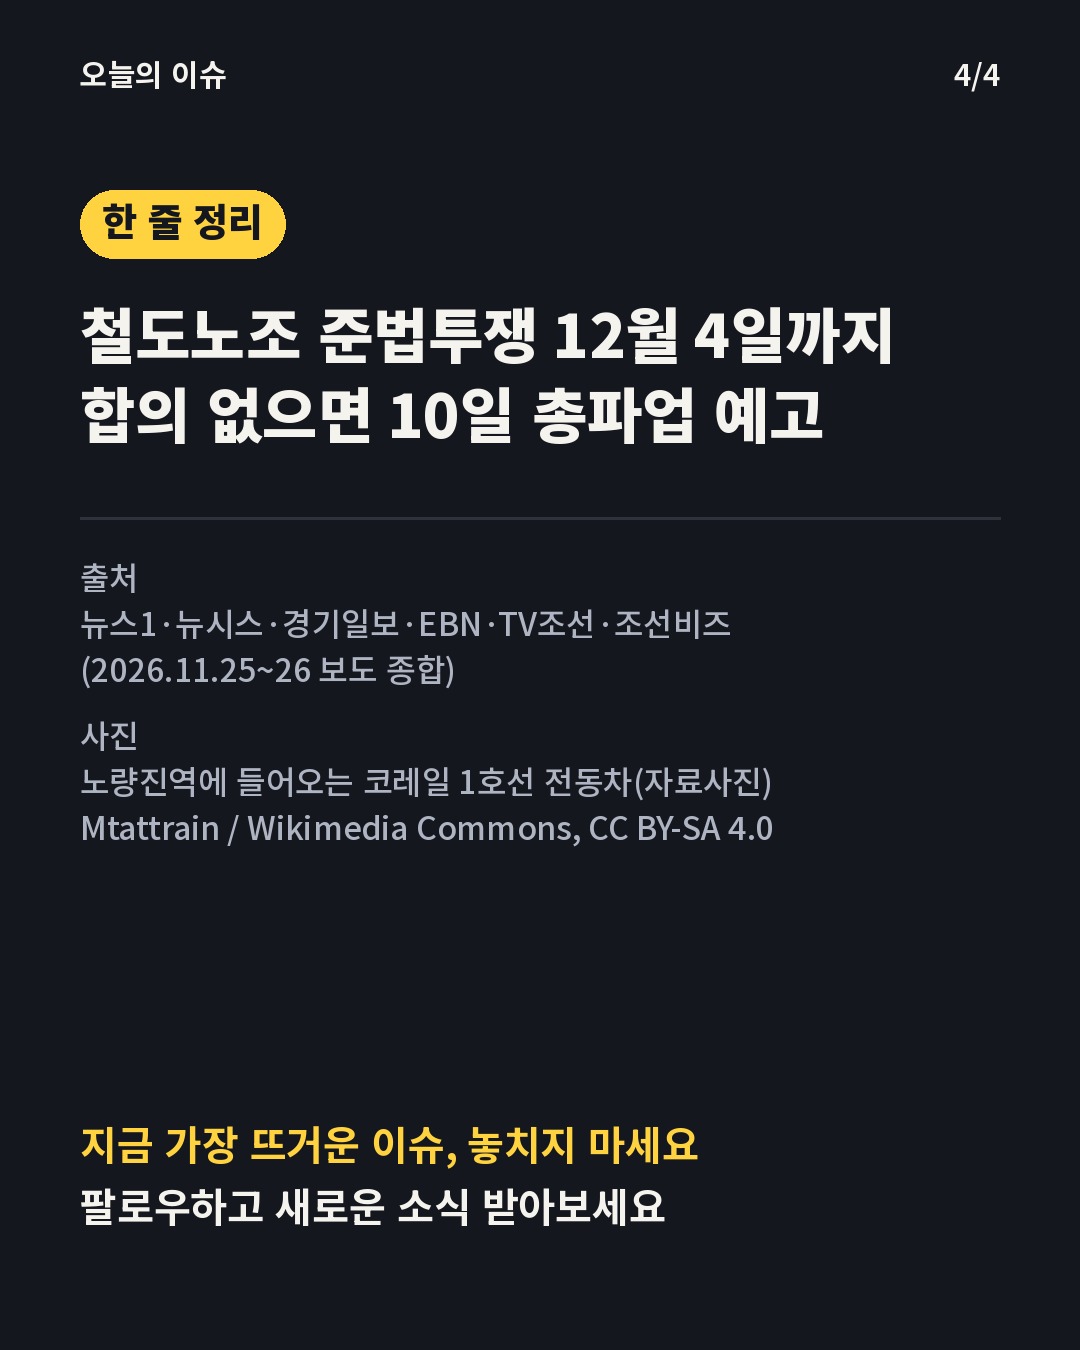 오늘의 이슈
4/4
한 줄 정리
철도노조 준법투쟁 12월 4일까지
합의 없으면 10일 총파업 예고
출처
뉴스1·뉴시스·경기일보·EBN·TV조선·조선비즈
(2026.11.25~26 보도 종합)
사진
노량진역에 들어오는 코레일 1호선 전동차(자료사진)
Mtattrain / Wikimedia Commons, CC BY-SA 4.0
지금 가장 뜨거운 이슈, 놓치지 마세요
팔로우하고 새로운 소식 받아보세요